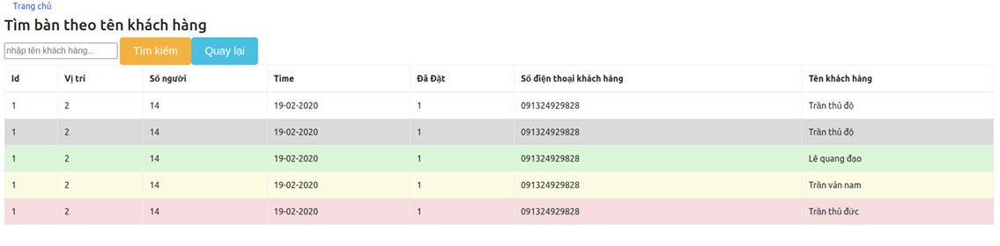 Trang chủ
Tìm bàn theo tên khách hàng
nhập tên khách hàng... Tìm kiếm Quay lại
Id Vị trí Số người Time Đã Đặt Số điện thoại khách hàng Tên khách hàng
1 2 14 19-02-2020 1 091324929828 Trần thủ độ
1 2 14 19-02-2020 1 091324929828 Trần thủ độ
1 2 14 19-02-2020 1 091324929828 Lê quang đạo
1 2 14 19-02-2020 1 091324929828 Trần văn nam
1 2 14 19-02-2020 1 091324929828 Trần thủ đức